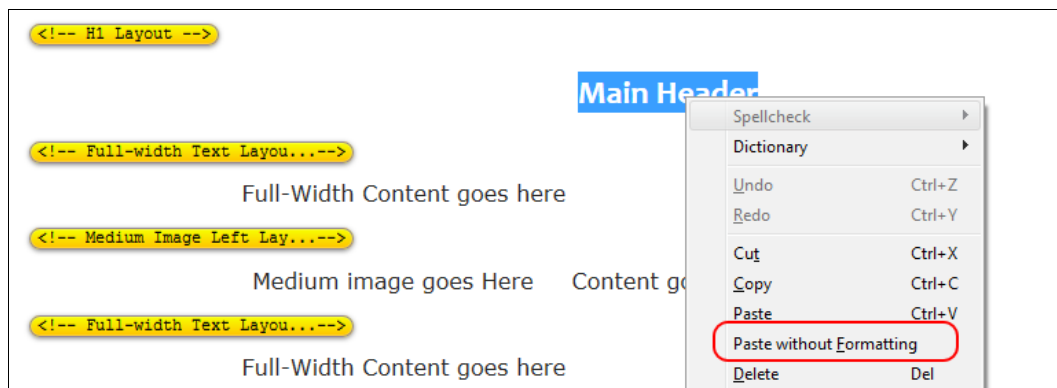 <!-- H1 Layout -->
Main Header
Spellcheck
<!-- Full-width Text Layou...-->
Dictionary
Full-Width Content goes here
Undo Ctrl+Z
Redo Ctrl+Y
<!-- Medium Image Left Lay...-->
Cut Ctrl+X
Medium image goes Here Content go
Copy Ctrl+C
Paste Ctrl+V
<!-- Full-width Text Layou...-->
Paste without Formatting
Full-Width Content goes here
Delete Del